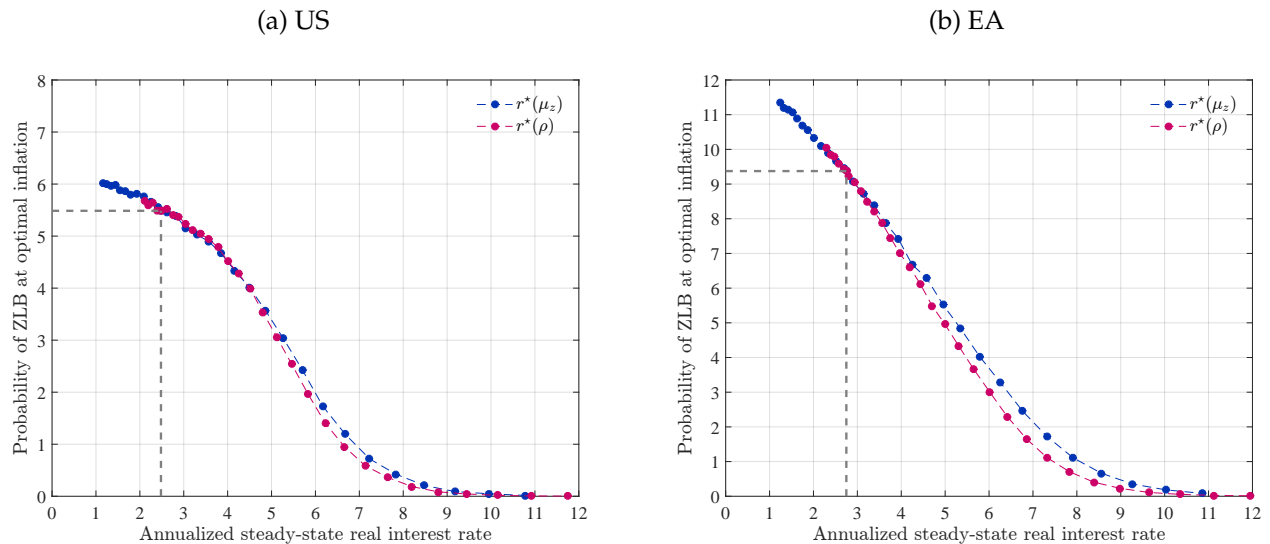 (a) US
(b) EA
Probability of ZLB at optimal inflation
8
7
6
5
4
3
2
1
0
0 1 2 3 4 5 6 7 8 9 10 11 12
Annualized steady-state real interest rate
r⋆(μz)
r⋆(ρ)
Probability of ZLB at optimal inflation
12
11
10
9
8
7
6
5
4
3
2
1
0
0 1 2 3 4 5 6 7 8 9 10 11 12
Annualized steady-state real interest rate
r⋆(μz)
r⋆(ρ)